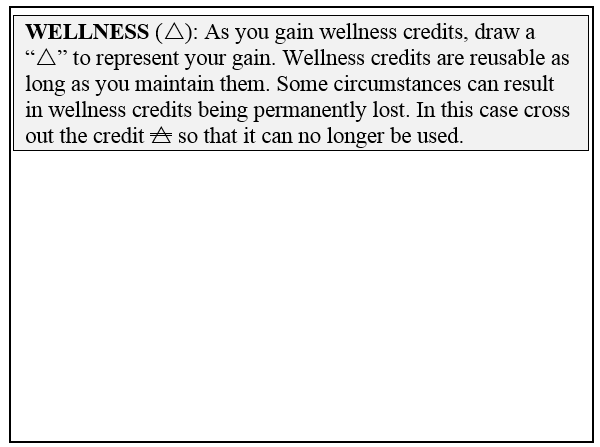 WELLNESS (△): As you gain wellness credits, draw a
“△” to represent your gain. Wellness credits are reusable as
long as you maintain them. Some circumstances can result
in wellness credits being permanently lost. In this case cross
out the credit △̶ so that it can no longer be used.